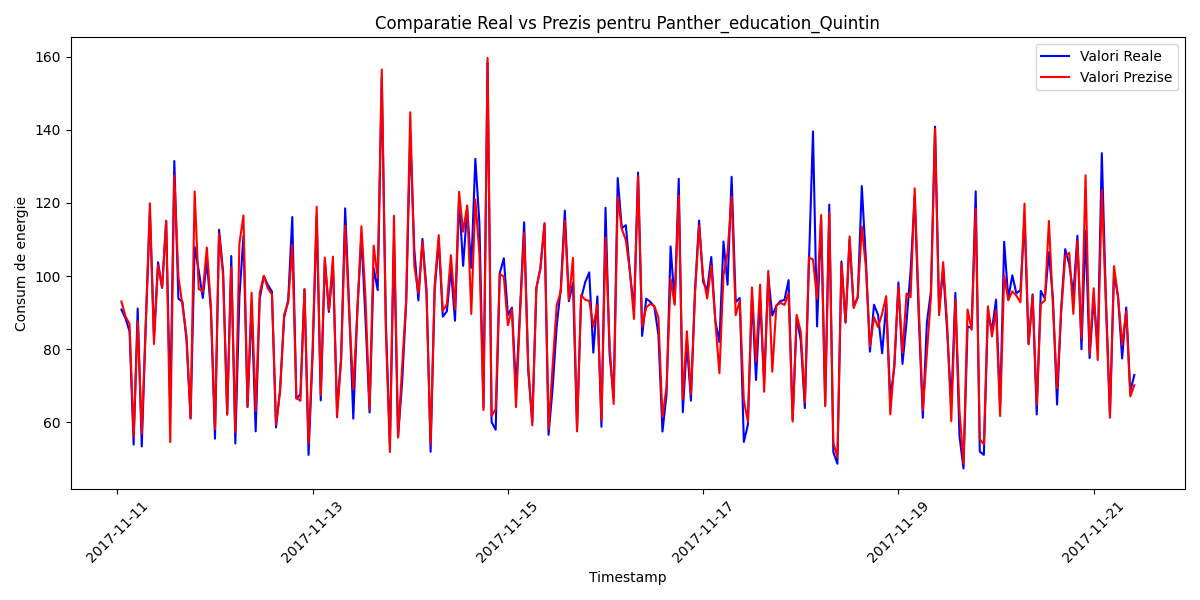 Comparatie Real vs Prezis pentru Panther_education_Quintin
Valori Reale
Valori Prezise
Consum de energie
160
140
120
100
80
60
2017-11-11
2017-11-13
2017-11-15
2017-11-17
2017-11-19
2017-11-21
Timestamp